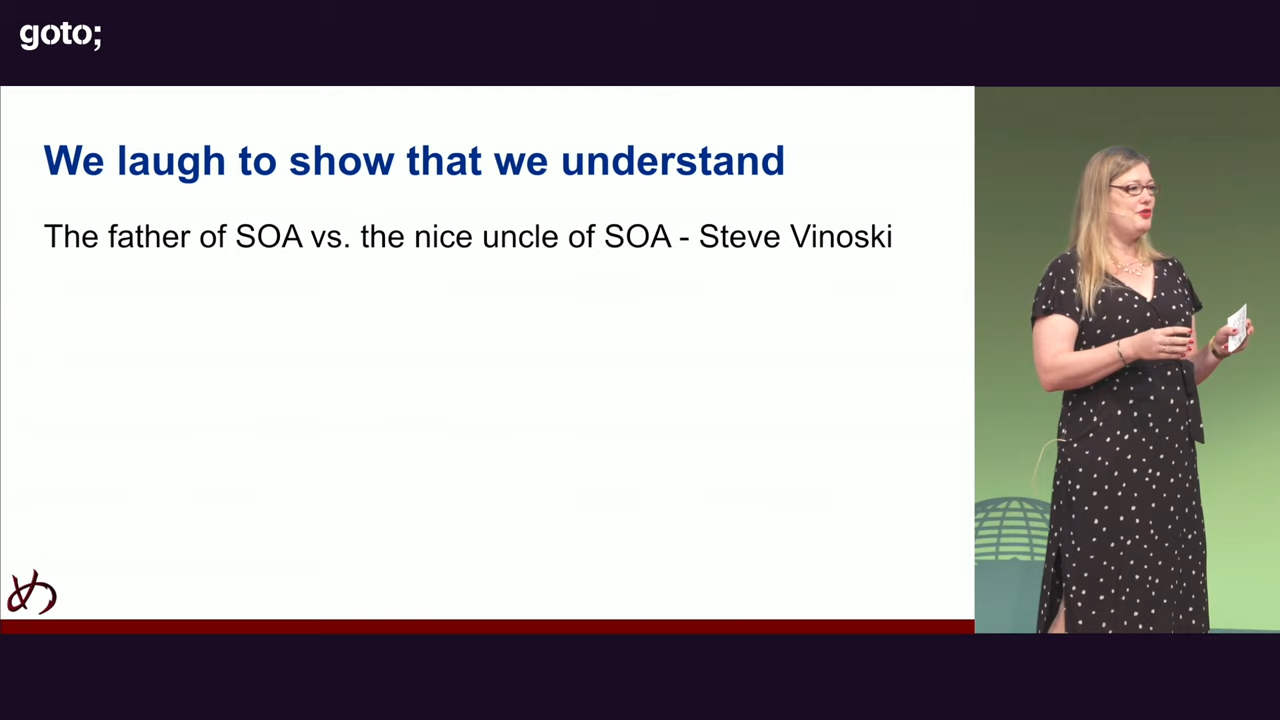 goto;
We laugh to show that we understand
The father of SOA vs. the nice uncle of SOA - Steve Vinoski
め